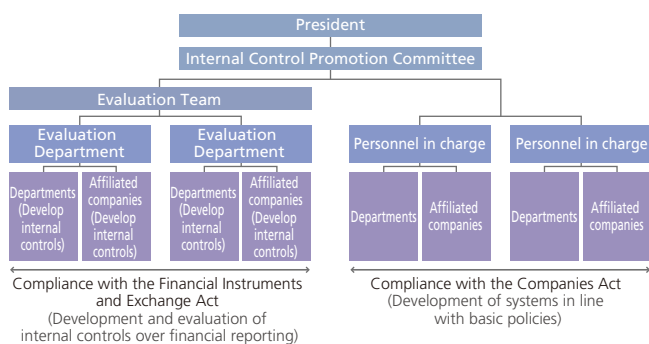 President
Internal Control Promotion Committee
Evaluation Team
Evaluation
Department
Evaluation
Department
Personnel in charge
Personnel in charge
Departments
(Develop
internal
controls)
Affiliated
companies
(Develop
internal
controls)
Departments
(Develop
internal
controls)
Affiliated
companies
(Develop
internal
controls)
Departments
Affiliated
companies
Departments
Affiliated
companies
Compliance with the Financial Instruments
and Exchange Act
(Development and evaluation of
internal controls over financial reporting)
Compliance with the Companies Act
(Development of systems in line
with basic policies)